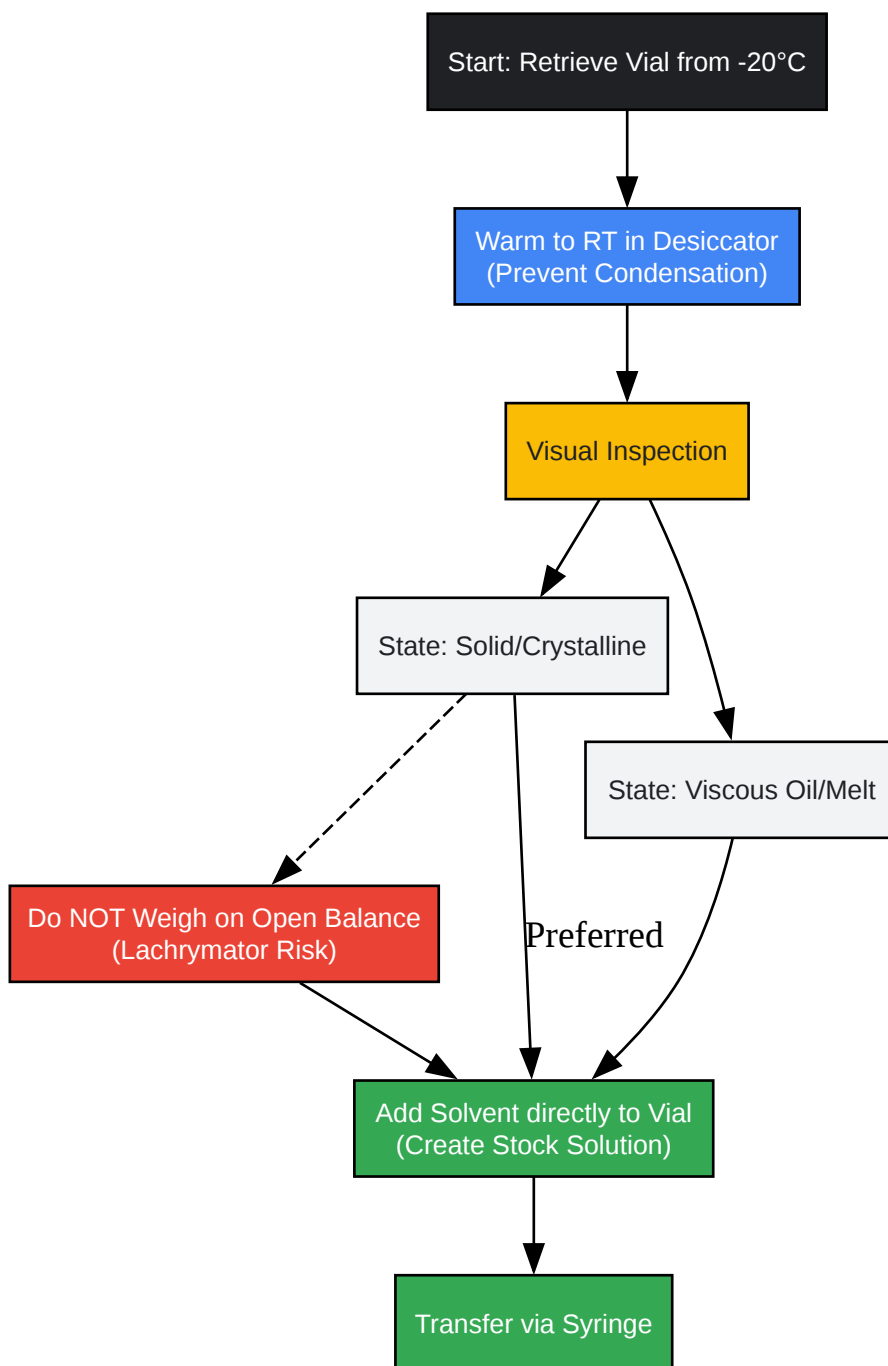 Start: Retrieve Vial from -20°C
Warm to RT in Desiccator
(Prevent Condensation)
Visual Inspection
State: Solid/Crystalline
State: Viscous Oil/Melt
Do NOT Weigh on Open Balance
(Lachrymator Risk)
Preferred
Add Solvent directly to Vial
(Create Stock Solution)
Transfer via Syringe